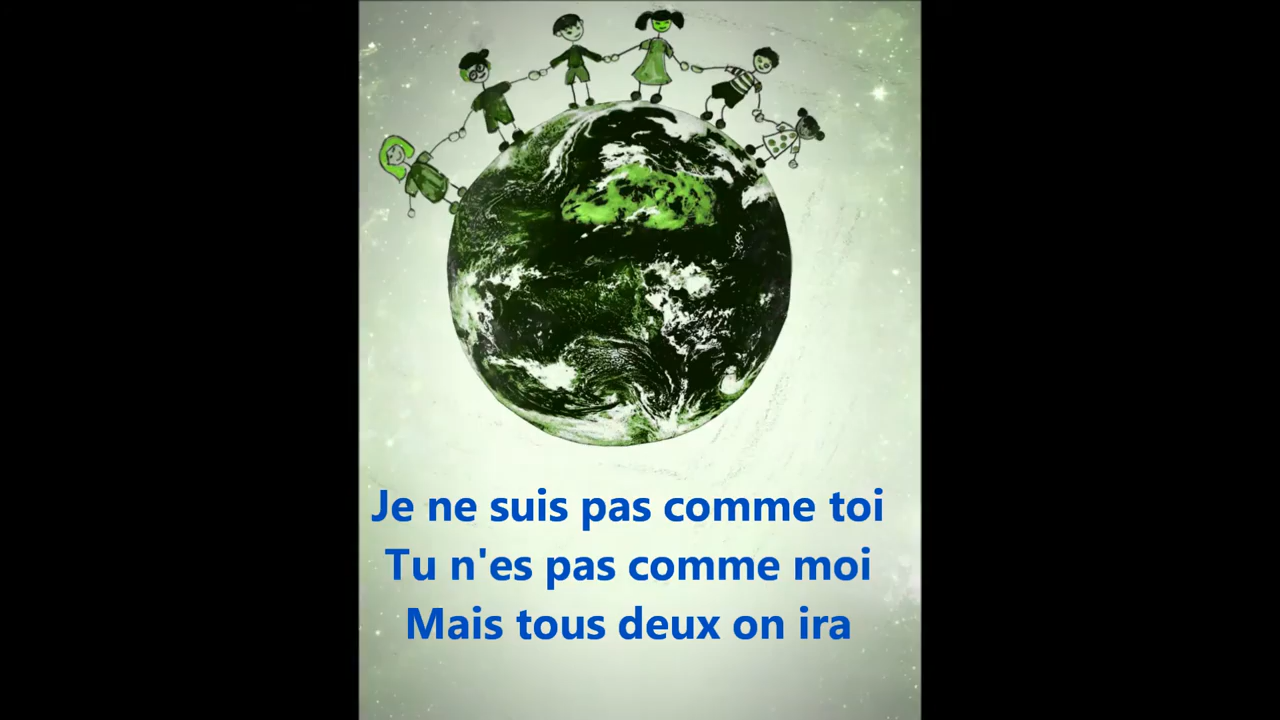 Je ne suis pas comme toi
Tu n'es pas comme moi
Mais tous deux on ira